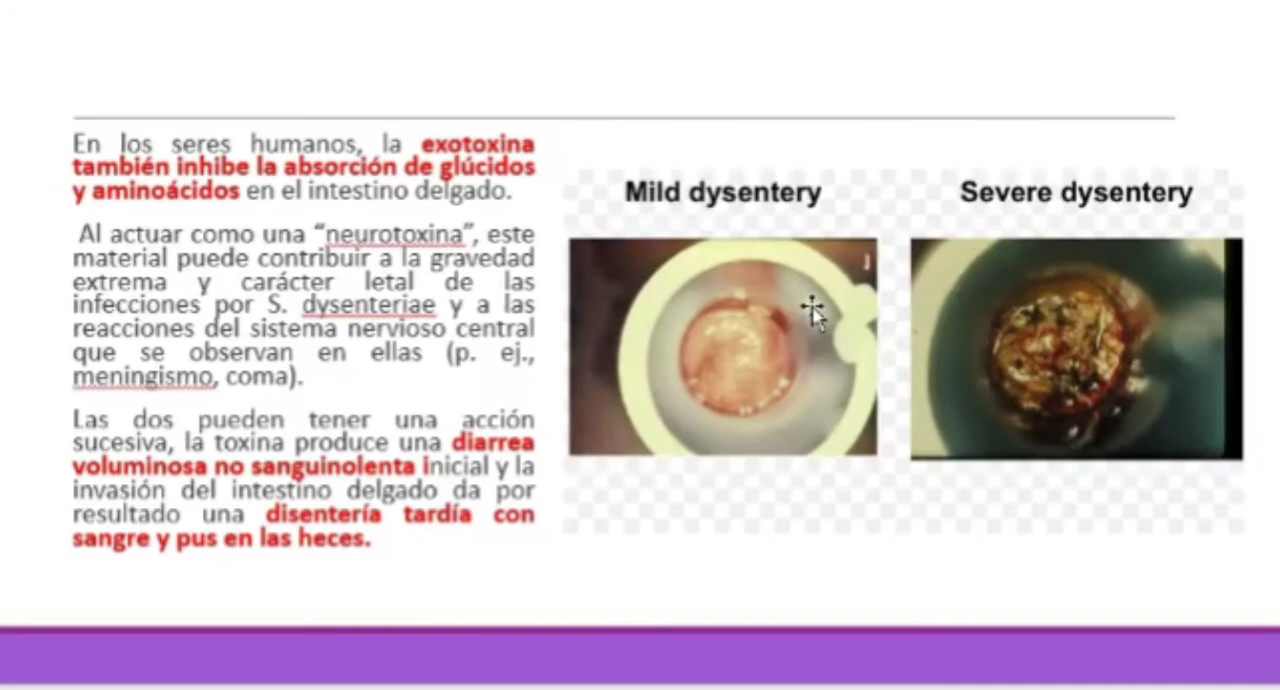 En los seres humanos, la exotoxina
también inhibe la absorción de glúcidos
y aminoácidos en el intestino delgado.
Al actuar como una “neurotoxina”, este
material puede contribuir a la gravedad
extrema y carácter letal de las
infecciones por S. dysenteriae y a las
reacciones del sistema nervioso central
que se observan en ellas (p. ej.,
meningismo, coma).
Las dos pueden tener una acción
sucesiva, la toxina produce una diarrea
voluminosa no sanguinolenta inicial y la
invasión del intestino delgado da por
resultado una disentería tardía con
sangre y pus en las heces.
Mild dysentery
Severe dysentery